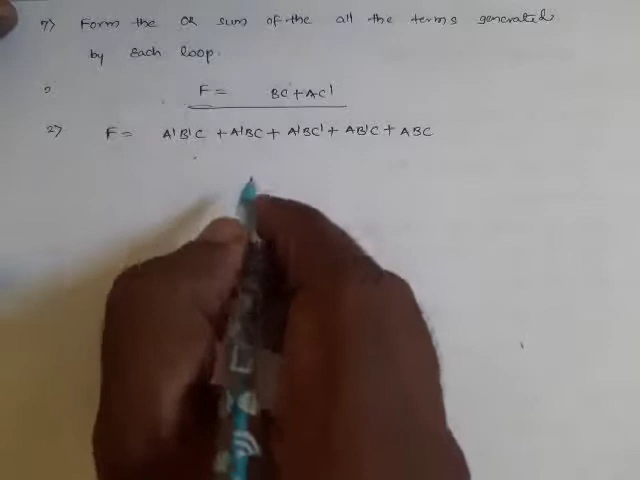 7) Form the OR sum of the all the terms generated
by each loop.
F = BC + AC'
2) F = A'B'C + A'BC + A'BC' + AB'C + ABC